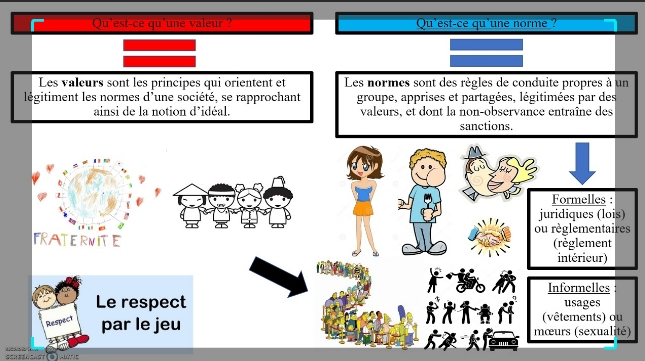 Qu'est-ce qu'une valeur ?
Qu'est-ce qu'une norme ?
Les valeurs sont les principes qui orientent et
légitiment les normes d'une société, se rapprochant
ainsi de la notion d'idéal.
Les normes sont des règles de conduite propres à un
groupe, apprises et partagées, légitimées par des
valeurs, et dont la non-observance entraîne des
sanctions.
FRATERNITE
Formelles :
juridiques (lois)
ou règlementaires
(règlement
intérieur)
Le respect
par le jeu
Respect
Informelles :
usages
(vêtements) ou
mœurs (sexualité)
SCREENCAST-O-MATIC